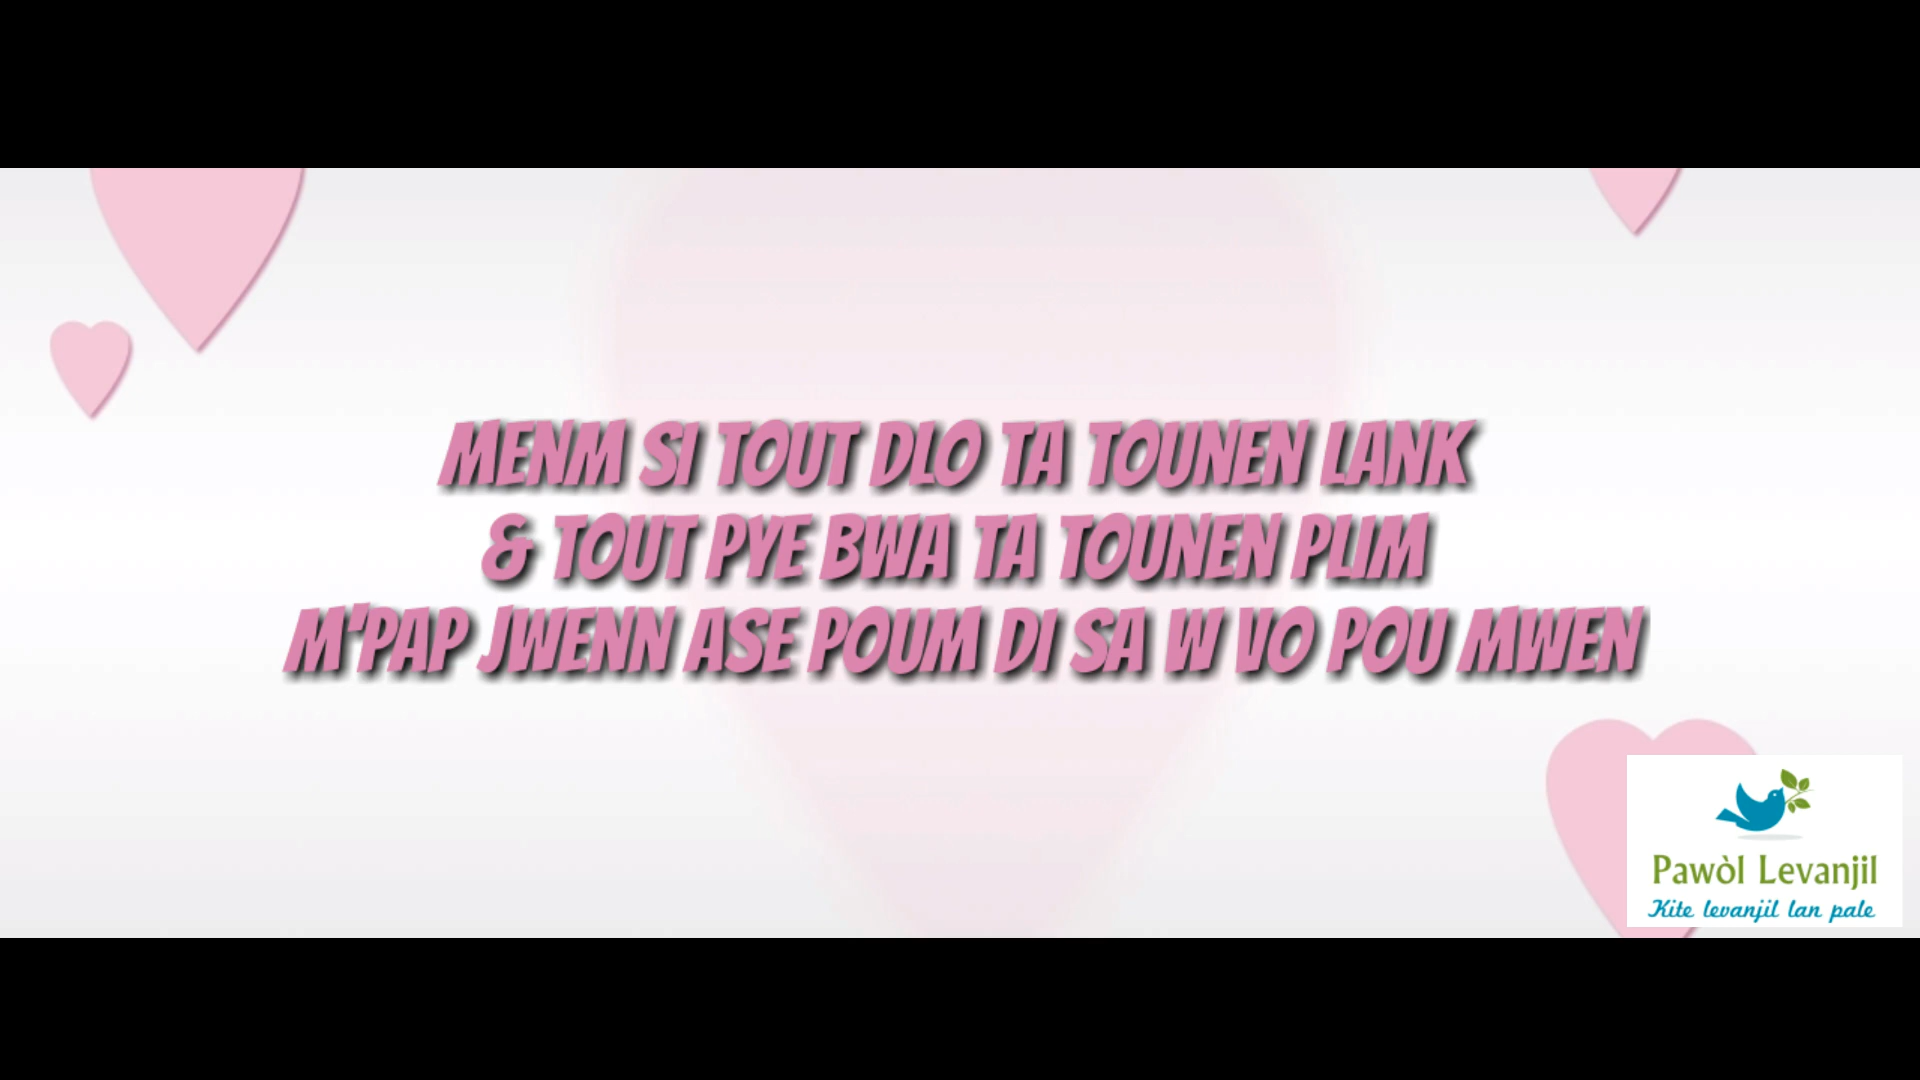 MENM SI TOUT DLO TA TOUNEN LANK
& TOUT PYE BWA TA TOUNEN PLIM
M'PAP JWENN ASE POUM DI SA W VO POU MWEN
Pawòl Levanjil
Kite levanjil lan pale